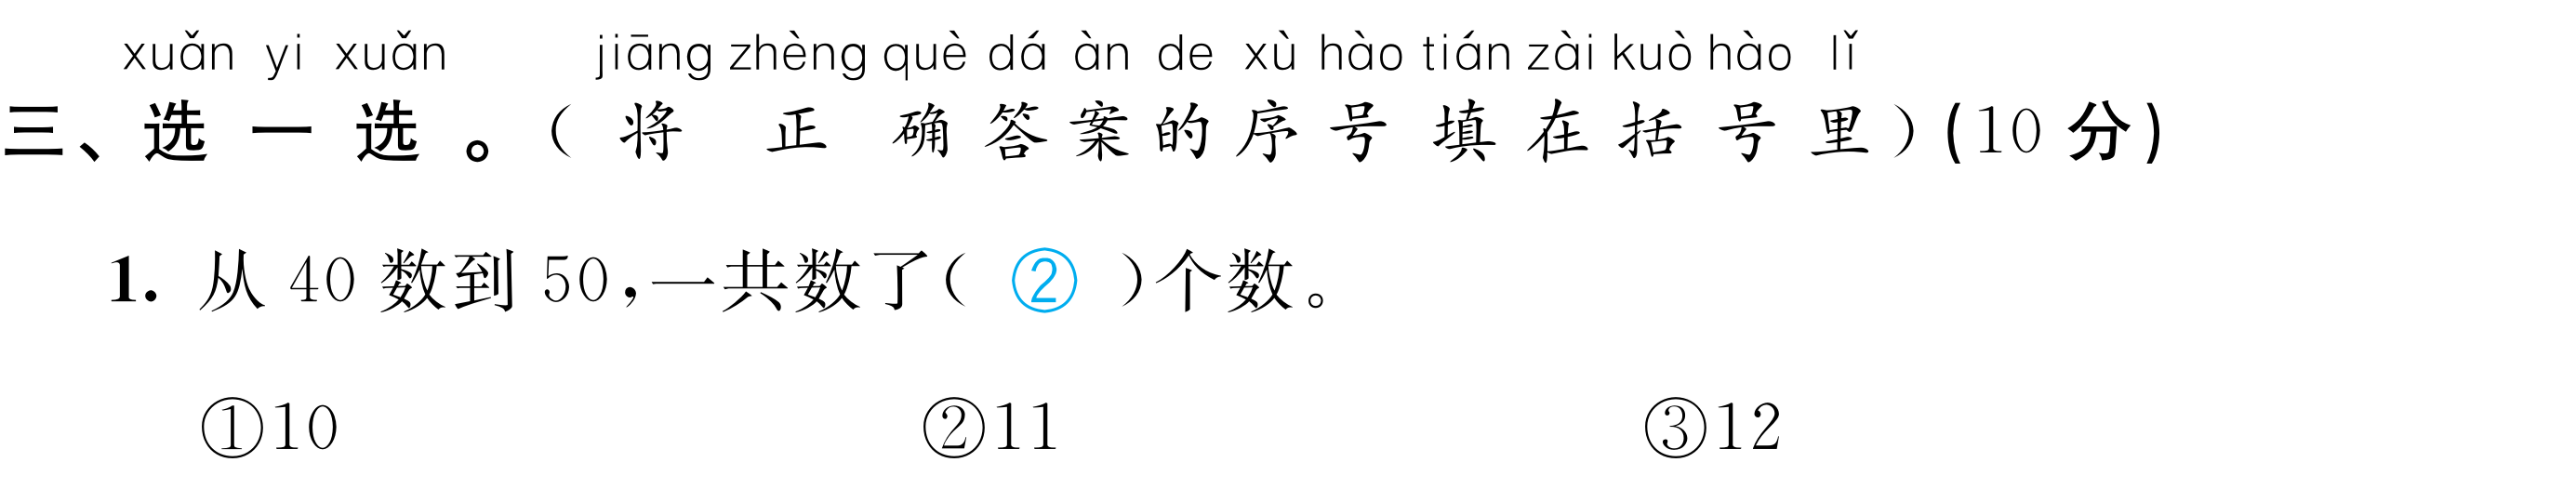 xuǎn yi xuǎn jiāng zhèng què dá àn de xù hào tián zài kuò hào lǐ
三、选一选。(将正确答案的序号填在括号里)(10分)
1. 从 40 数到 50,一共数了( ② )个数。
①10 ②11 ③12